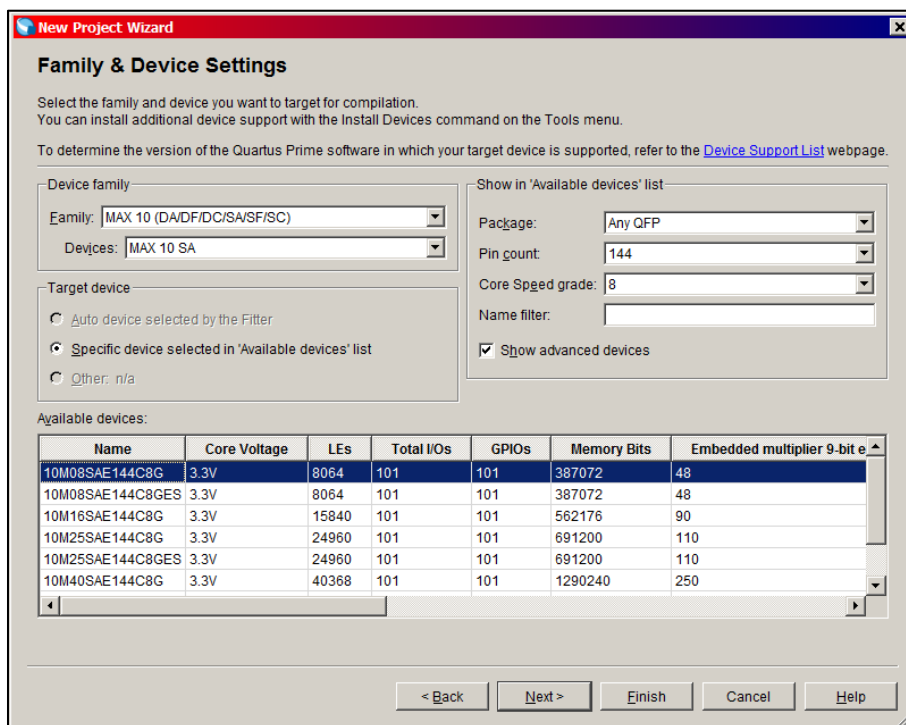 New Project Wizard
Family & Device Settings
Select the family and device you want to target for compilation.
You can install additional device support with the Install Devices command on the Tools menu.
To determine the version of the Quartus Prime software in which your target device is supported, refer to the Device Support List webpage.
Device family
Family: MAX 10 (DA/DF/DC/SA/SF/SC)
Devices: MAX 10 SA
Target device
Auto device selected by the Fitter
Specific device selected in 'Available devices' list
Other: n/a
Show in 'Available devices' list
Package: Any QFP
Pin count: 144
Core Speed grade: 8
Name filter:
Show advanced devices
Available devices:
Name Core Voltage LEs Total I/Os GPIOs Memory Bits Embedded multiplier 9-bit e
10M08SAE144C8G 3.3V 8064 101 101 387072 48
10M08SAE144C8GES 3.3V 8064 101 101 387072 48
10M16SAE144C8G 3.3V 15840 101 101 562176 90
10M25SAE144C8G 3.3V 24960 101 101 691200 110
10M25SAE144C8GES 3.3V 24960 101 101 691200 110
10M40SAE144C8G 3.3V 40368 101 101 1290240 250
< Back Next > Finish Cancel Help